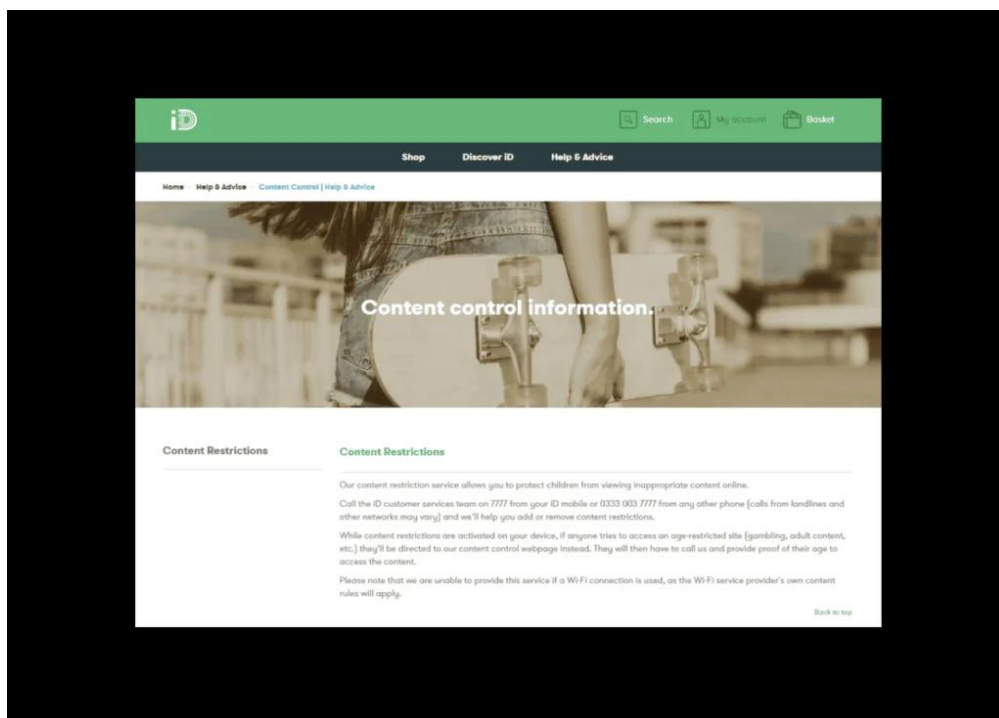 iD
Search
My account
Basket
Shop
Discover iD
Help & Advice
Home
Help & Advice
Content Control | Help & Advice
Content control information.
Content Restrictions
Content Restrictions
Our content restriction service allows you to protect children from viewing inappropriate content online.
Call the iD customer services team on 7777 from your iD mobile or 0333 003 7777 from any other phone (calls from landlines and
other networks may vary) and we'll help you add or remove content restrictions.
While content restrictions are activated on your device, if anyone tries to access an age-restricted site (gambling, adult content,
etc.) they'll be directed to our content control webpage instead. They will then have to call us and provide proof of their age to
access the content.
Please note that we are unable to provide this service if a Wi-Fi connection is used, as the Wi-Fi service provider's own content
rules will apply.
Back to top